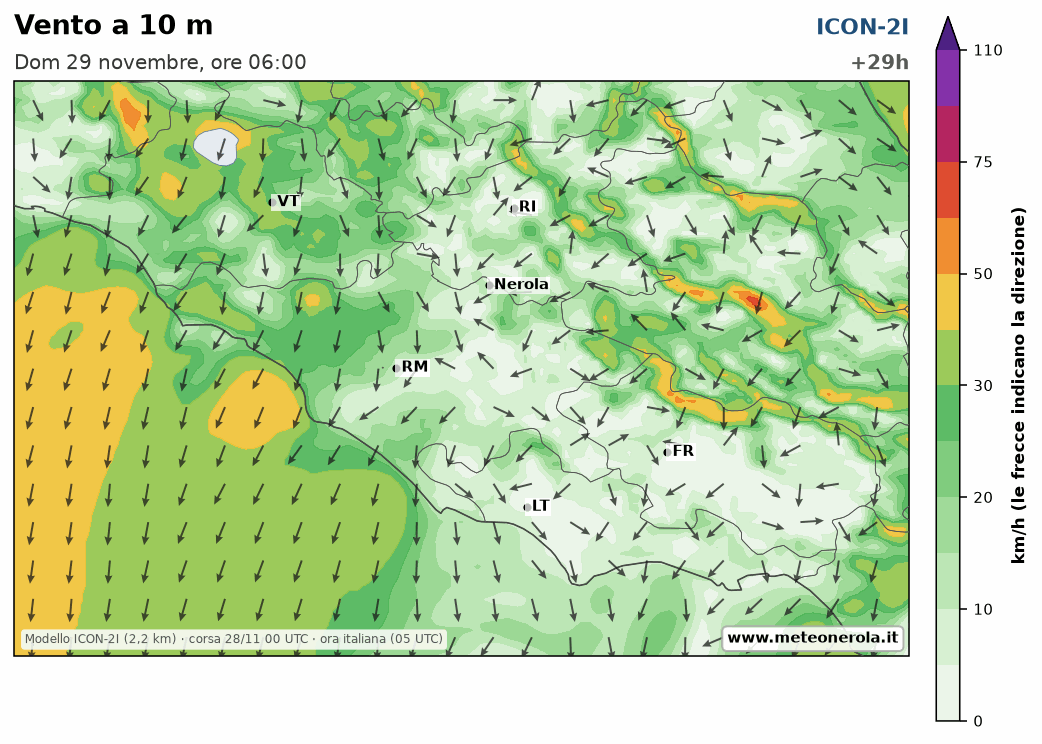 Vento a 10 m
ICON-2I
Dom 29 novembre, ore 06:00
+29h
VT
RI
Nerola
RM
FR
LT
Modello ICON-2I (2,2 km) · corsa 28/11 00 UTC · ora italiana (05 UTC)
www.meteonerola.it
110
75
50
30
20
10
0
km/h (le frecce indicano la direzione)